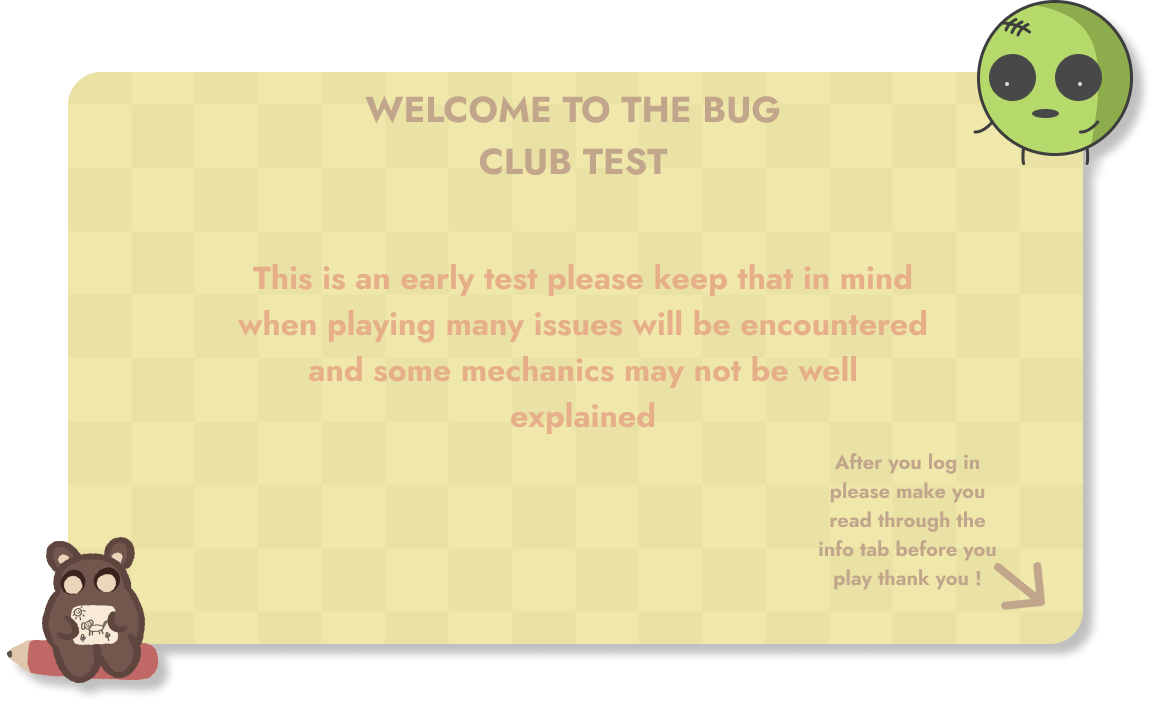 WELCOME TO THE BUG
CLUB TEST
This is an early test please keep that in mind
when playing many issues will be encountered
and some mechanics may not be well
explained
After you log in
please make you
read through the
info tab before you
play thank you !